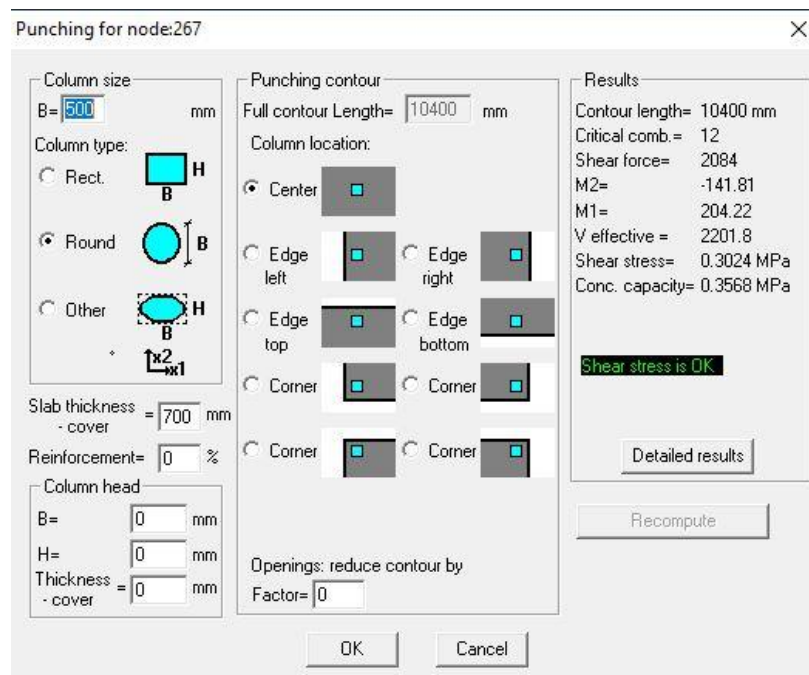 Punching for node:267
Column size
B= 500 mm
Column type:
Rect.
H
B
Round
B
Other
H
B
x2
x1
Slab thickness
- cover
= 700 mm
Reinforcement= 0 %
Column head
B= 0 mm
H= 0 mm
Thickness
- cover
= 0 mm
Punching contour
Full contour Length= 10400 mm
Column location:
Center
Edge
left
Edge
right
Edge
top
Edge
bottom
Corner
Corner
Corner
Corner
Openings: reduce contour by
Factor= 0
Results
Contour length= 10400 mm
Critical comb.= 12
Shear force= 2084
M2= -141.81
M1= 204.22
V effective = 2201.8
Shear stress= 0.3024 MPa
Conc. capacity= 0.3568 MPa
Shear stress is OK
Detailed results
Recompute
OK
Cancel